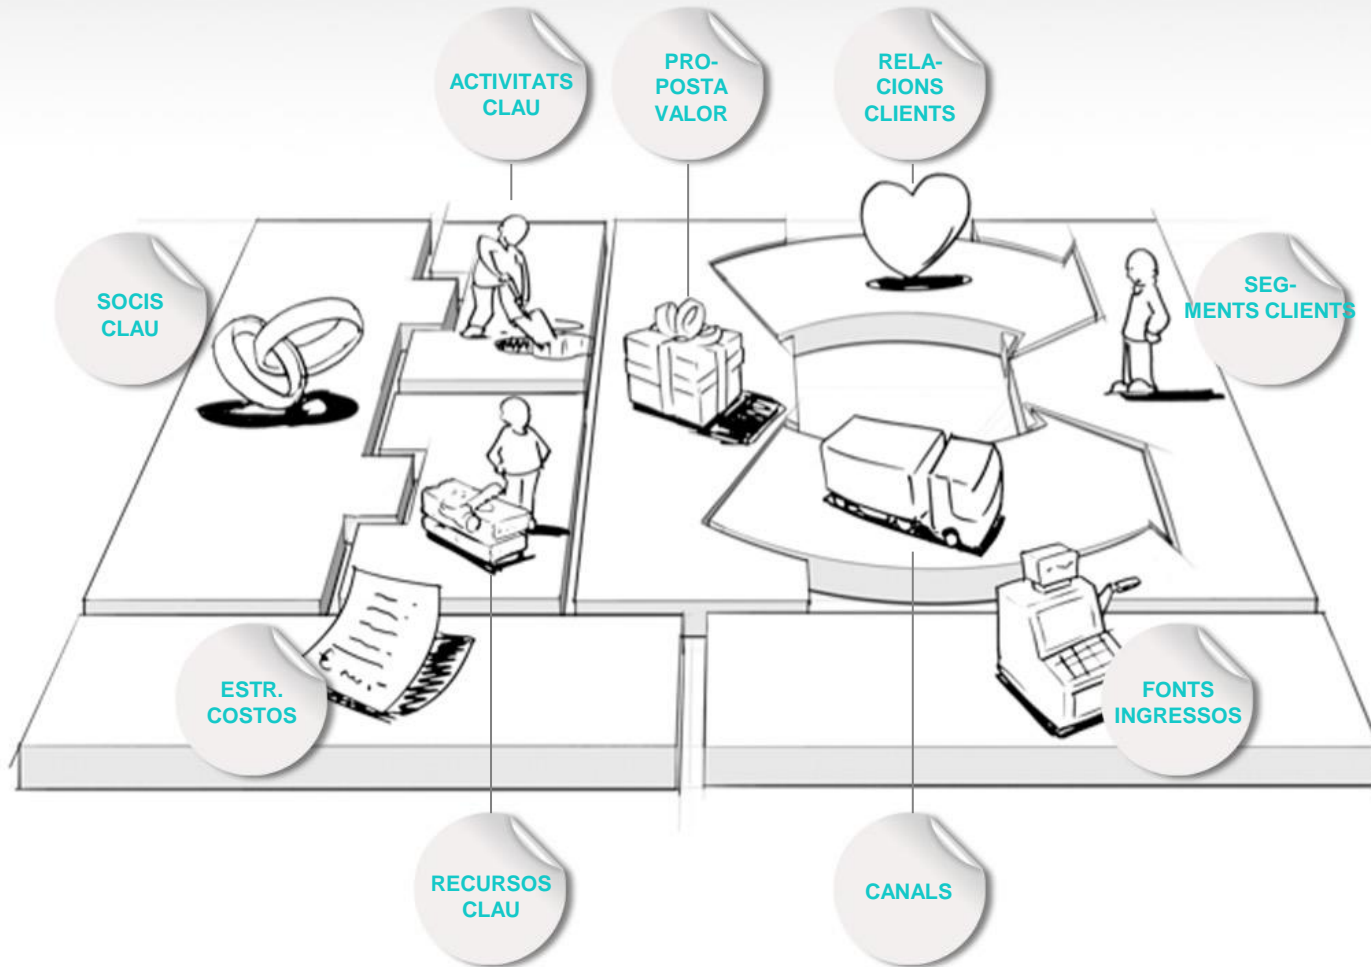 ACTIVITATS
CLAU
PRO-
POSTA
VALOR
RELA-
CIONS
CLIENTS
SOCIS
CLAU
SEG-
MENTS CLIENTS
ESTR.
COSTOS
FONTS
INGRESSOS
RECURSOS
CLAU
CANALS